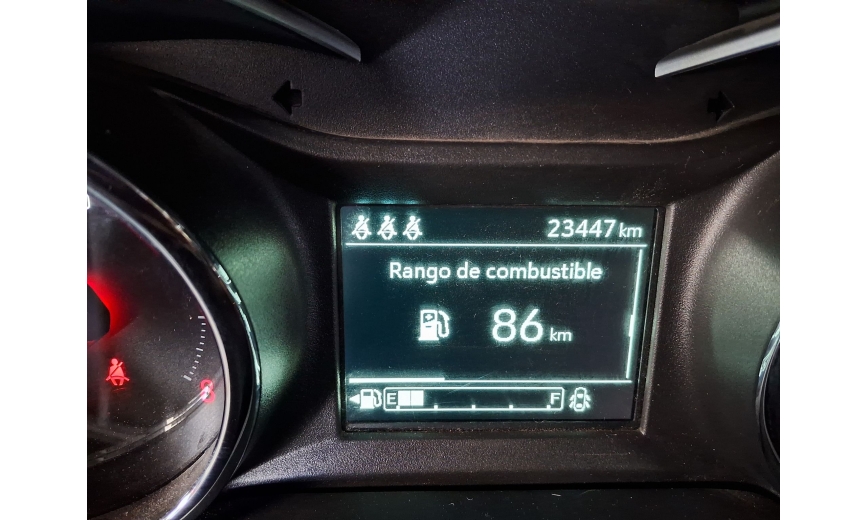 23447 km
Rango de combustible
86 km
E F